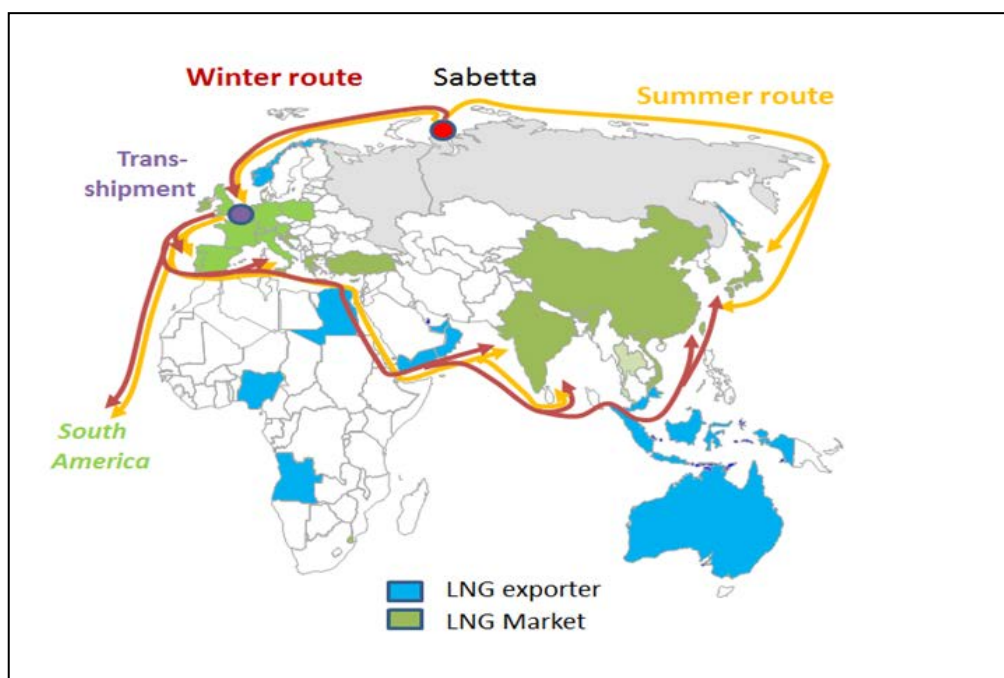 Winter route
Sabetta
Summer route
Trans-
shipment
South
America
LNG exporter
LNG Market